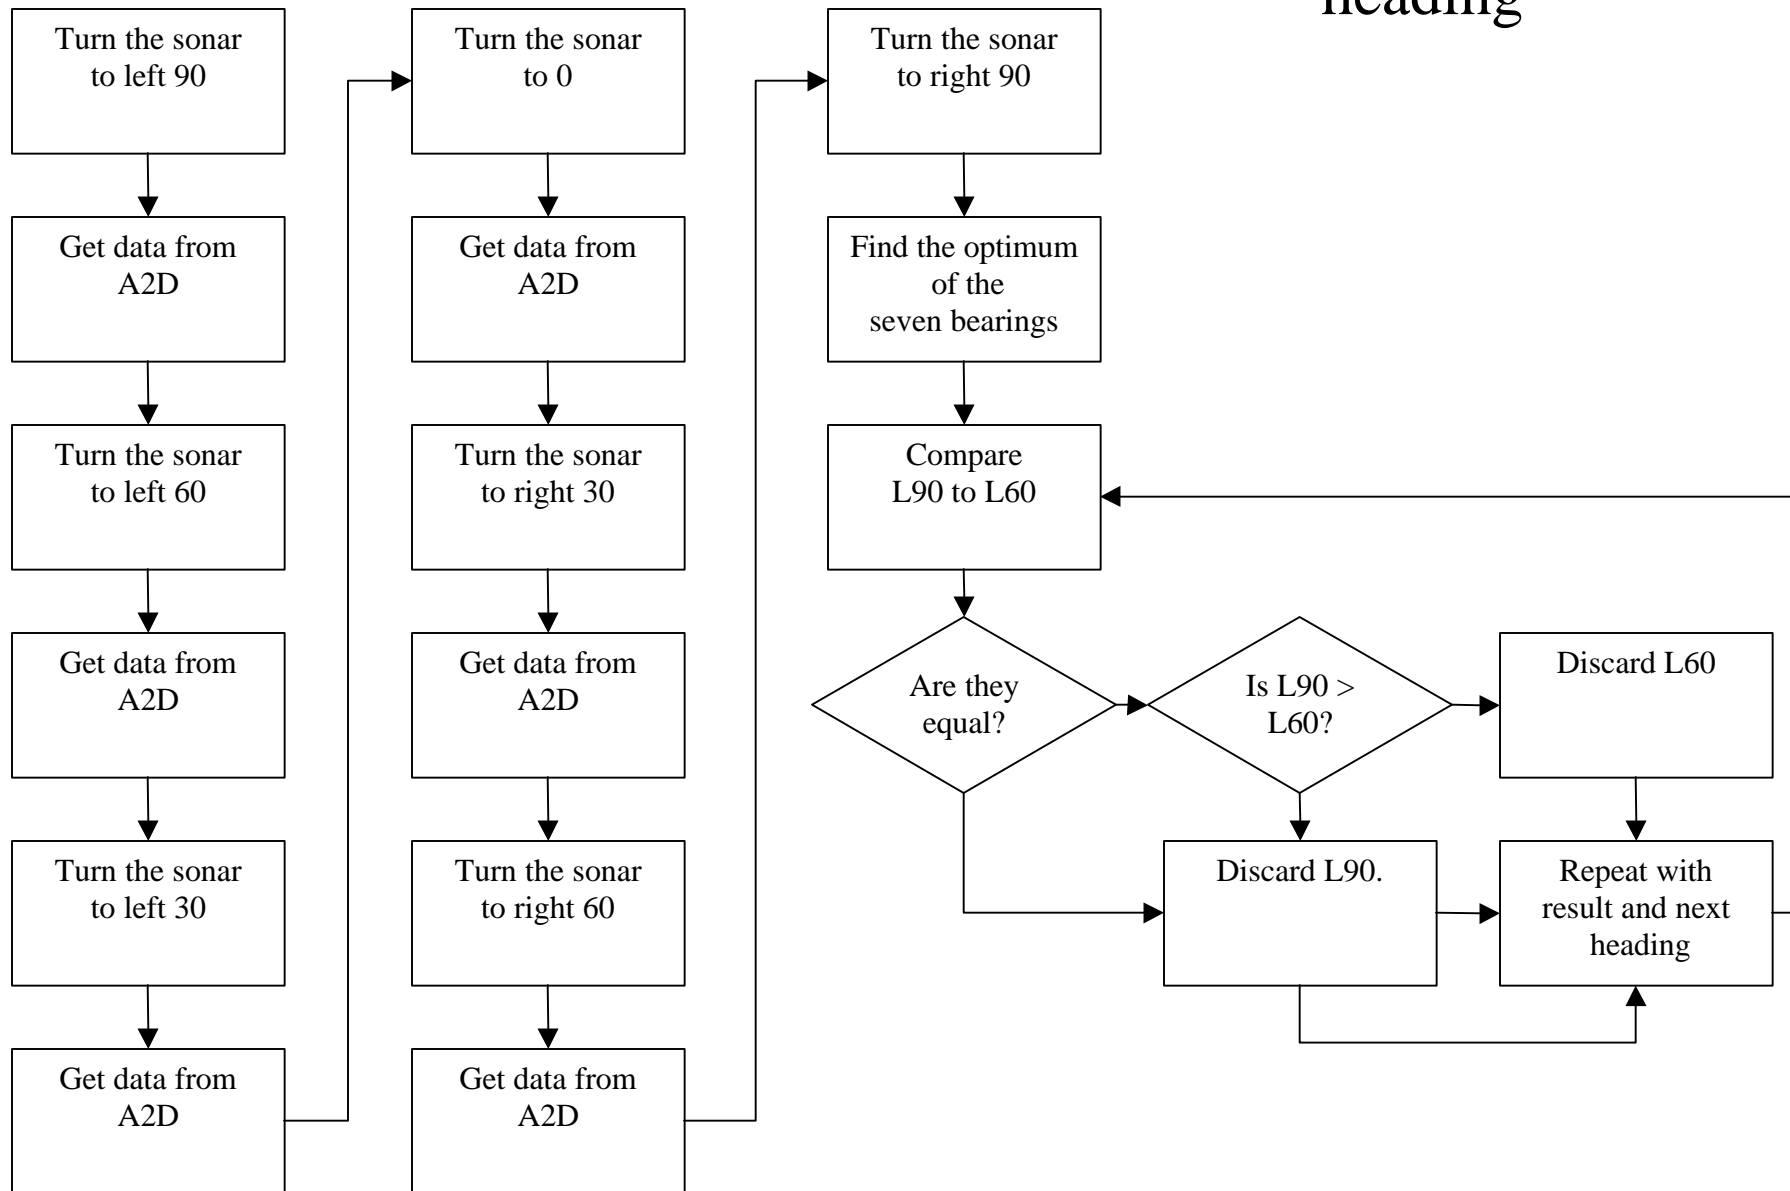 heading
Turn the sonar
to left 90
Get data from
A2D
Turn the sonar
to left 60
Get data from
A2D
Turn the sonar
to left 30
Get data from
A2D
Turn the sonar
to 0
Get data from
A2D
Turn the sonar
to right 30
Get data from
A2D
Turn the sonar
to right 60
Get data from
A2D
Turn the sonar
to right 90
Find the optimum
of the
seven bearings
Compare
L90 to L60
Are they
equal?
Is L90 >
L60?
Discard L60
Discard L90.
Repeat with
result and next
heading